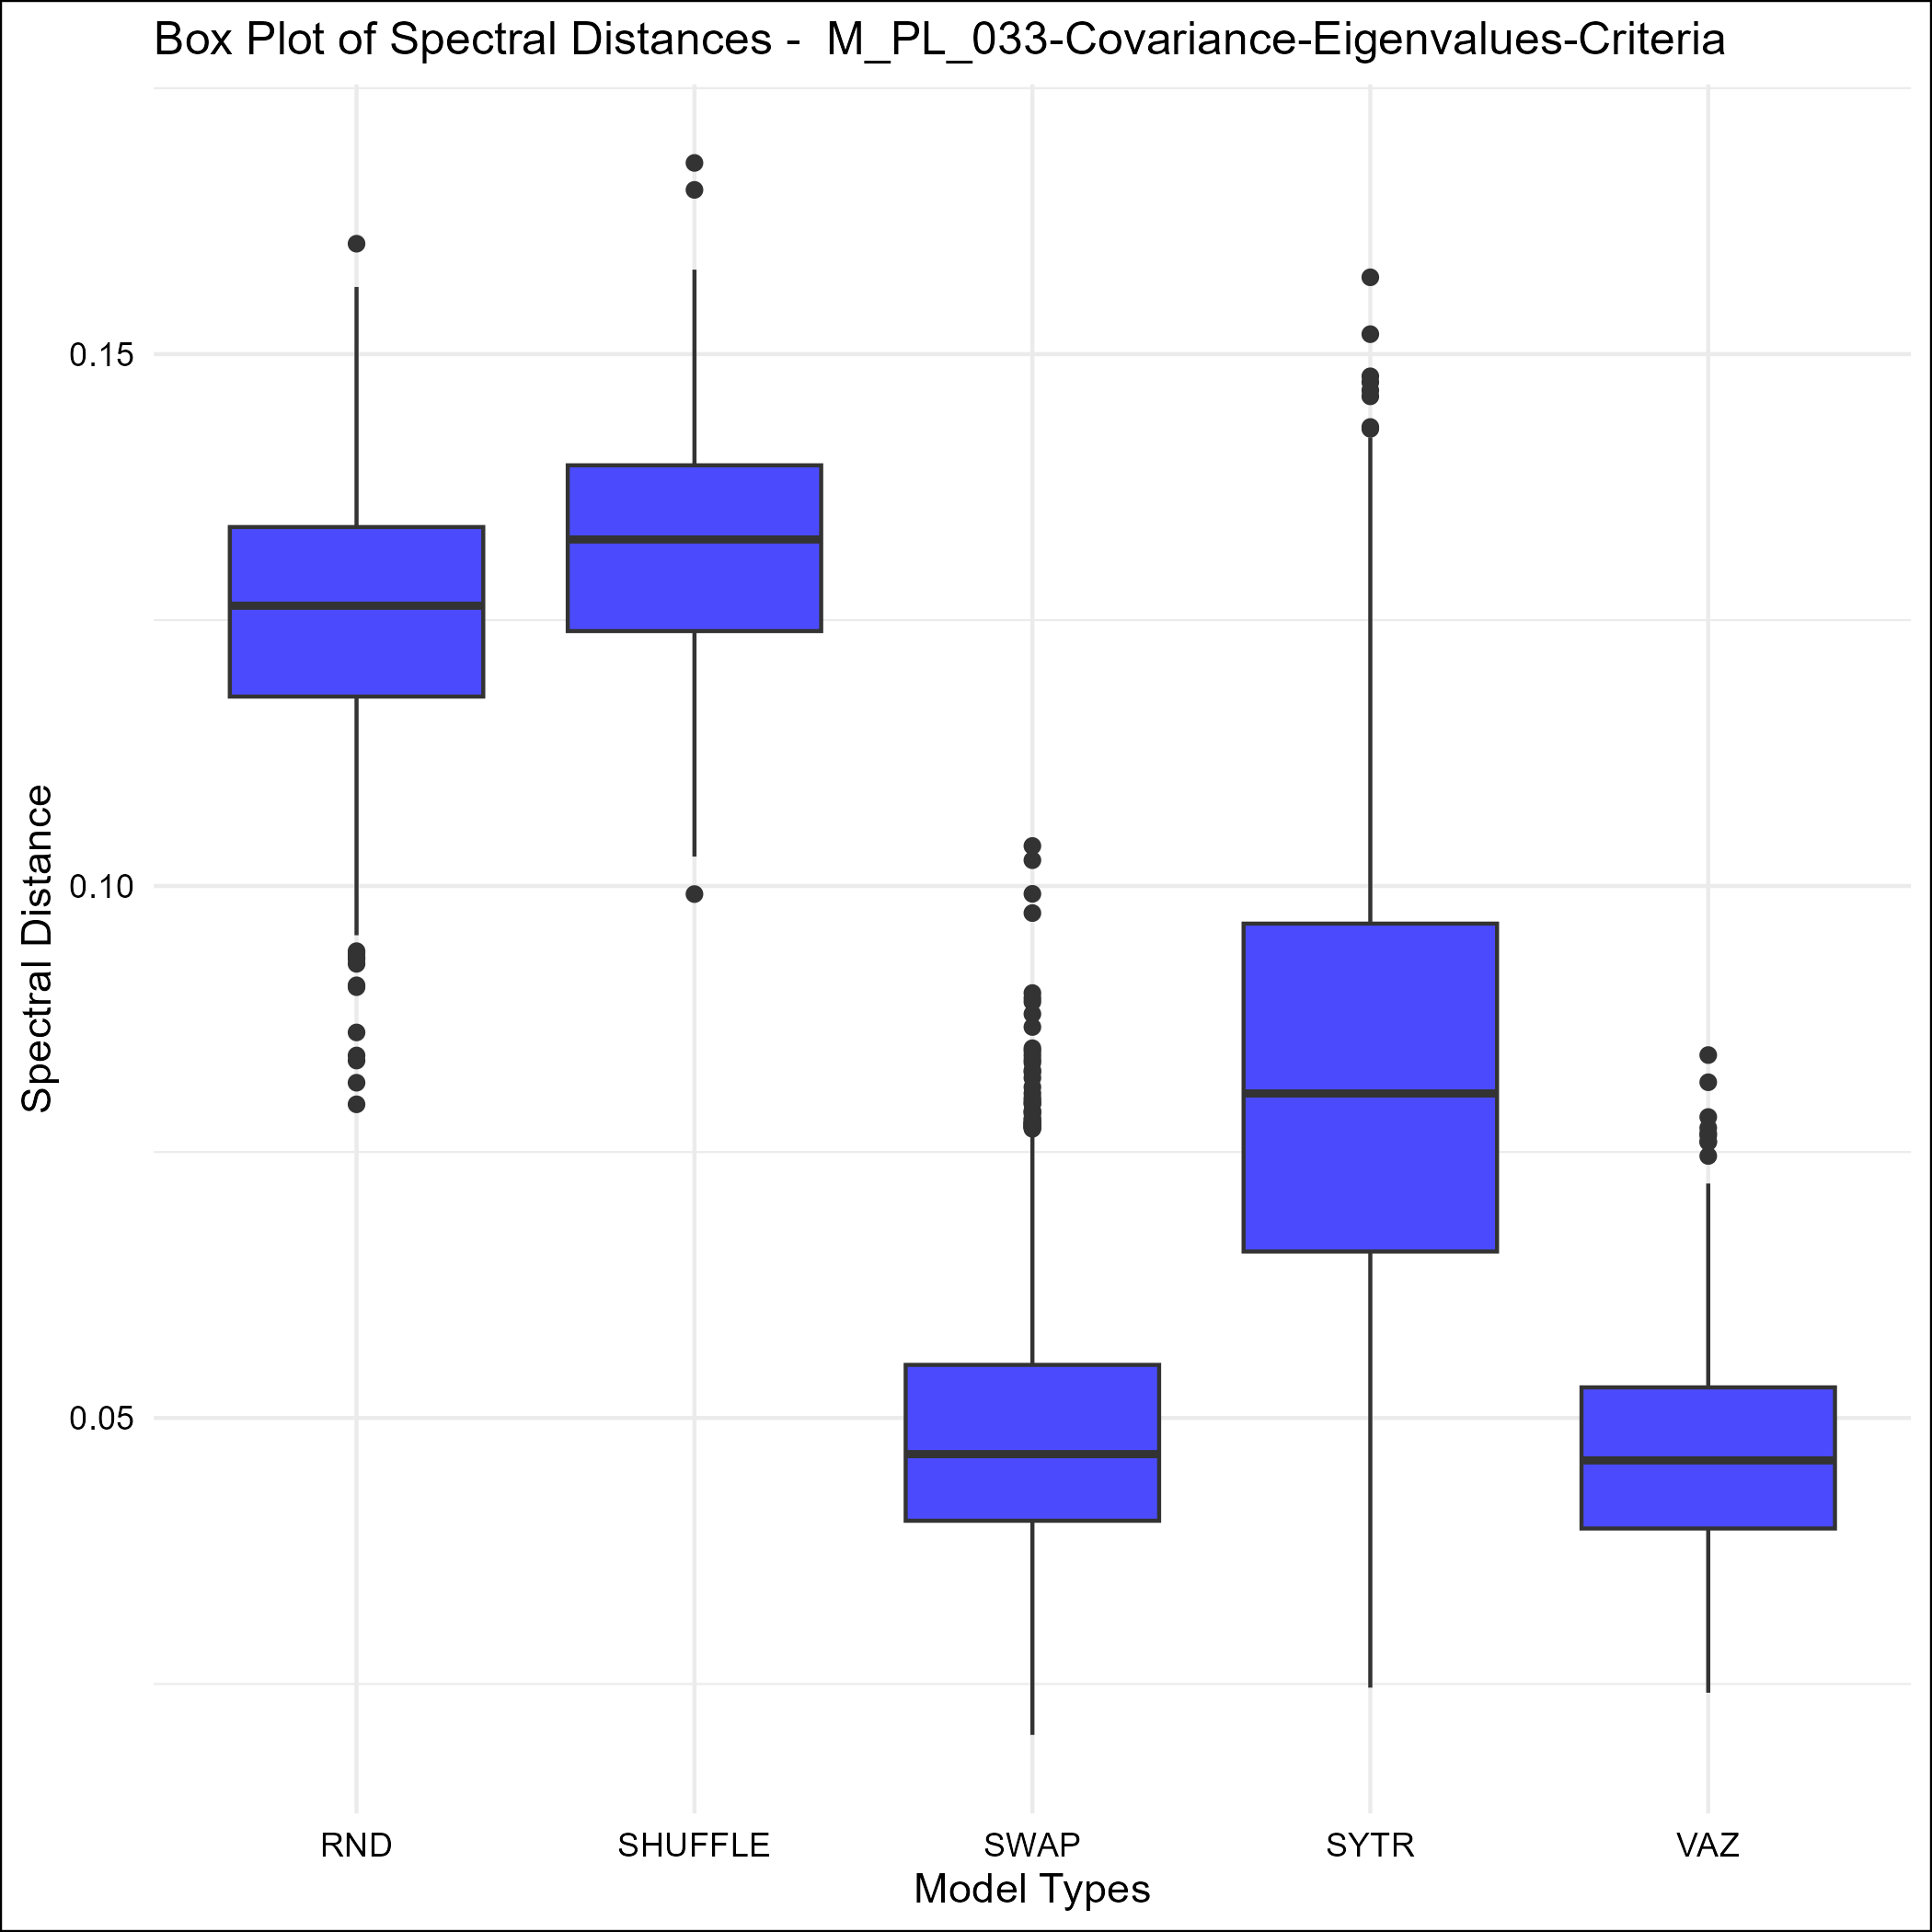 Box Plot of Spectral Distances -  M_PL_033-Covariance-Eigenvalues-Criteria
Spectral Distance
0.15
0.10
0.05
RND SHUFFLE SWAP SYTR VAZ
Model Types